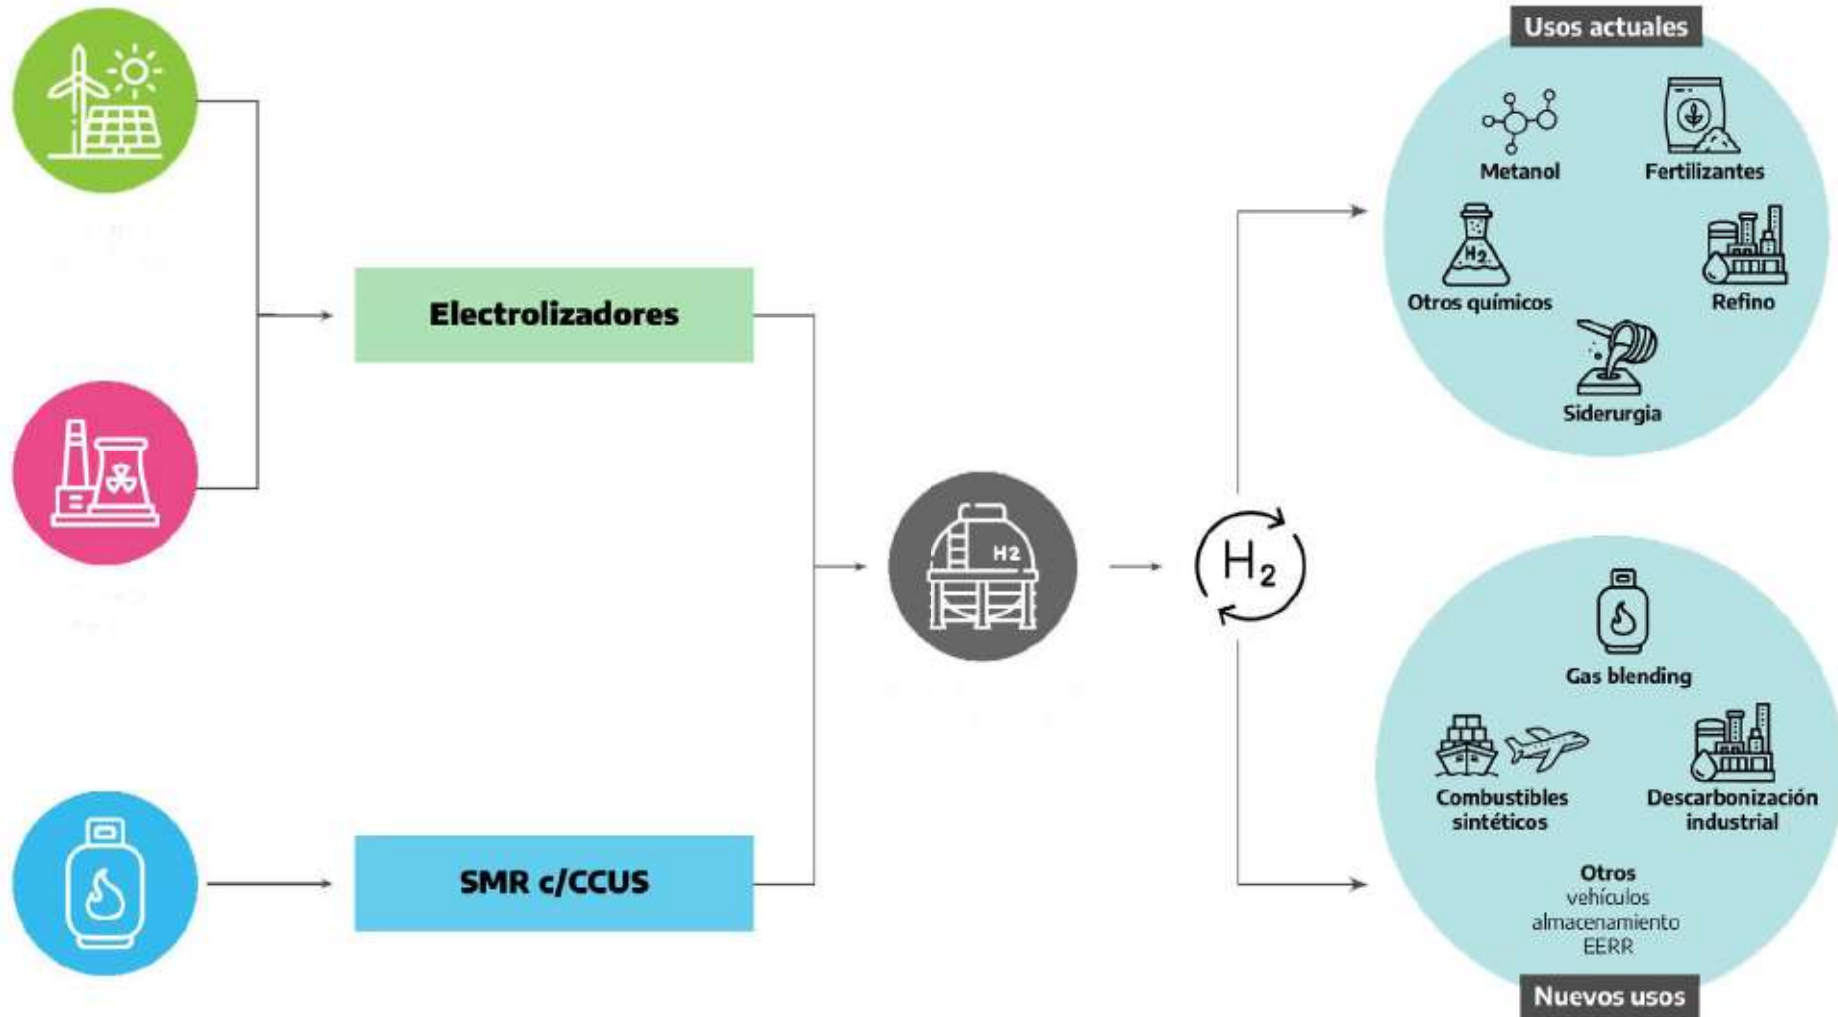 Usos actuales
Metanol
Fertilizantes
Electrolizadores
H2
Otros químicos
Refino
Siderurgia
H2
H2
Gas blending
Combustibles
sintéticos
Descarbonización
industrial
SMR c/CCUS
Otros
vehículos
almacenamiento
EERR
Nuevos usos